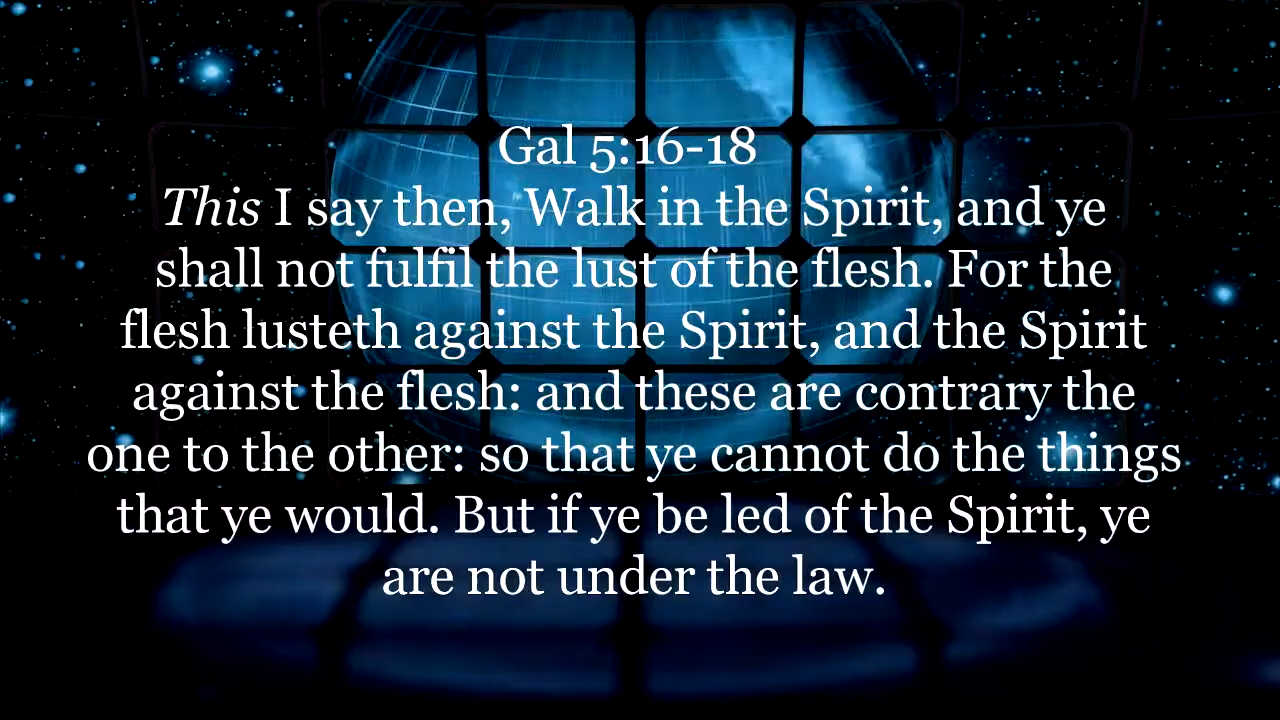 Gal 5:16-18
This I say then, Walk in the Spirit, and ye
shall not fulfil the lust of the flesh. For the
flesh lusteth against the Spirit, and the Spirit
against the flesh: and these are contrary the
one to the other: so that ye cannot do the things
that ye would. But if ye be led of the Spirit, ye
are not under the law.